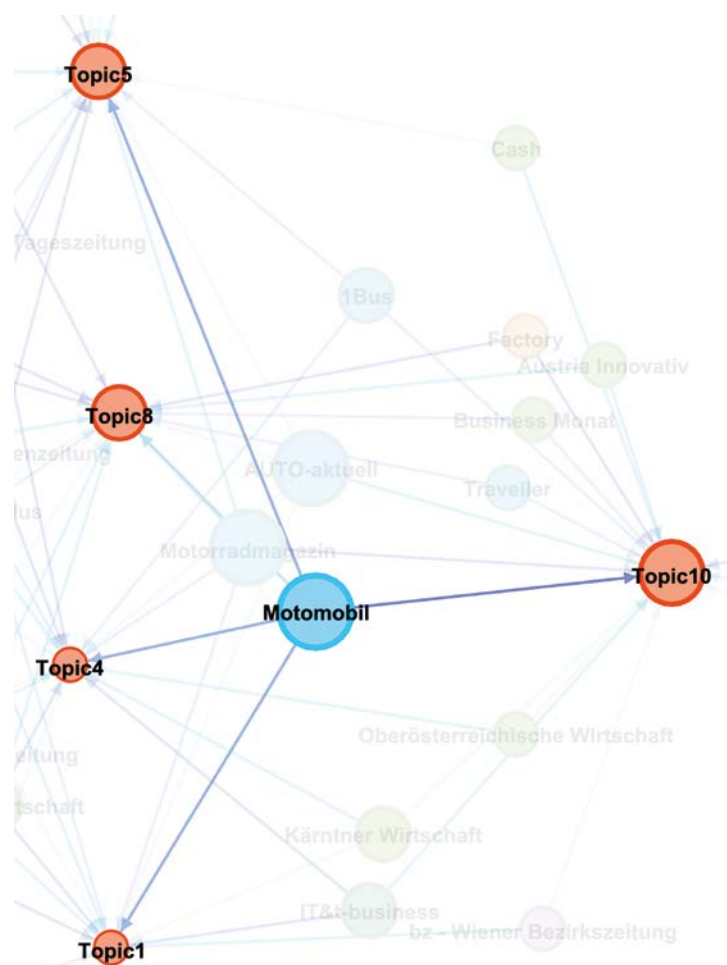 Topic5
Cash
Tageszeitung
1Bus
Factory
Austria Innovativ
Topic8
Business Monat
enzeitung
AUTO-aktuell
Traveller
lus
Motorradmagazin
Topic10
Motomobil
Topic4
Oberösterreichische Wirtschaft
eitung
tschaft
Kärntner Wirtschaft
IT&t-business
bz - Wiener Bezirkszeitung
Topic1